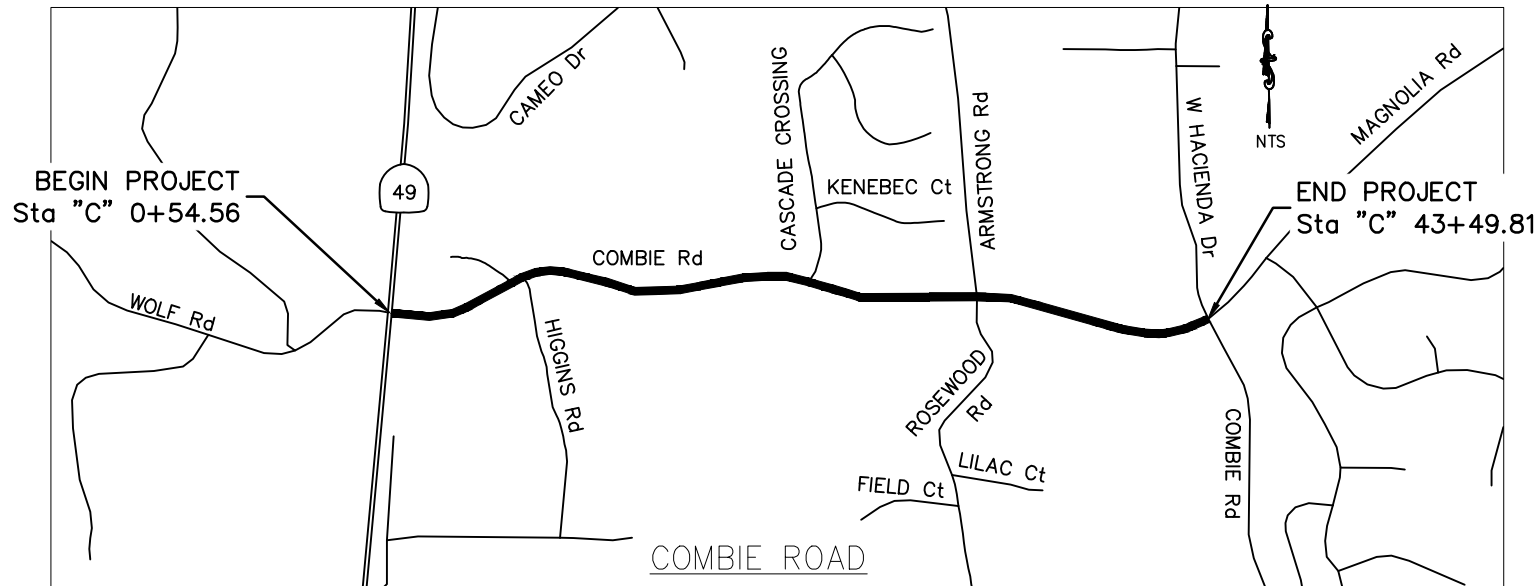 CAMEO Dr
CASCADE CROSSING
ARMSTRONG Rd
W HACIENDA Dr
MAGNOLIA Rd
NTS
BEGIN PROJECT
Sta "C" 0+54.56
49
KENEBEC Ct
END PROJECT
Sta "C" 43+49.81
COMBIE Rd
WOLF Rd
HIGGINS Rd
ROSEWOOD
Rd
COMBIE Rd
LILAC Ct
FIELD Ct
COMBIE ROAD